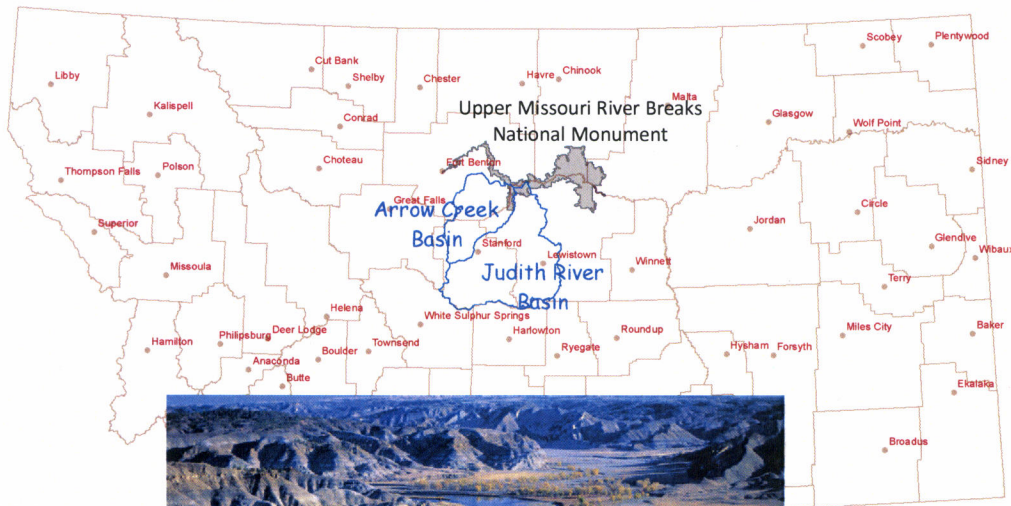 Scobey
Plentywood
Cut Bank
Libby
Shelby
Chester
Havre
Chinook
Malta
Kalispell
Upper Missouri River Breaks
National Monument
Conrad
Glasgow
Wolf Point
Choteau
Fort Benton
Thompson Falls
Polson
Sidney
Great Falls
Arrow Creek
Basin
Circle
Superior
Jordan
Stanford
Glendive
Wibaux
Missoula
Lewistown
Winnett
Judith River
Basin
Terry
Helena
White Sulphur Springs
Hamilton
Philipsburg
Deer Lodge
Townsend
Harlowton
Roundup
Miles City
Baker
Boulder
Ryegate
Hysham
Forsyth
Anaconda
Butte
Ekalaka
Broadus